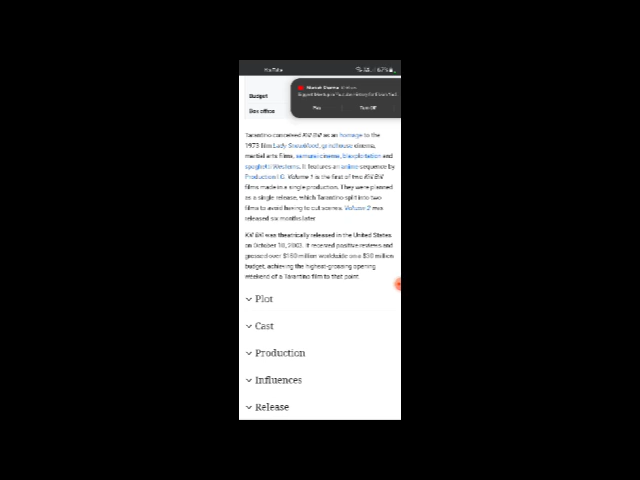 YouTube
67%
Budget
Box office
Play
Turn Off
Tarantino conceived Kill Bill as an homage to the
1973 film Lady Snowblood, grindhouse cinema,
martial arts films, samurai cinema, blaxploitation and
spaghetti Westerns. It features an anime sequence by
Production I.G. Volume 1 is the first of two Kill Bill
films made in a single production. They were planned
as a single release, which Tarantino split into two
films to avoid having to cut scenes. Volume 2 was
released six months later.
Kill Bill was theatrically released in the United States
on October 10, 2003. It received positive reviews and
grossed over $180 million worldwide on a $30 million
budget, achieving the highest-grossing opening
weekend of a Tarantino film to that point.
Plot
Cast
Production
Influences
Release